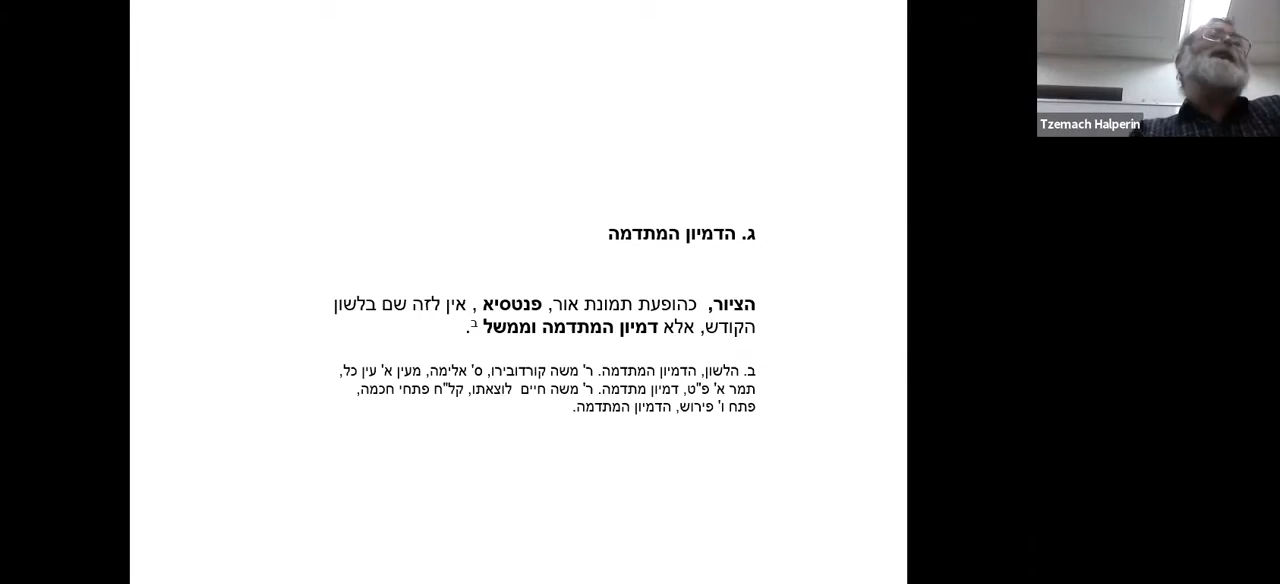 ג. הדמיון המתדמה
הציור, כהופעת תמונת אור, פנטסיא , אין לזה שם בלשון
הקודש, אלא דמיון המתדמה וממשל ב.
ב. הלשון, הדמיון המתדמה. ר' משה קורדובירו, ס' אלימה, מעין א' עין כל,
תמר א' פ"ט, דמיון מתדמה. ר' משה חיים לוצאתו, קל"ח פתחי חכמה,
פתח ו' פירוש, הדמיון המתדמה.
Tzemach Halperin